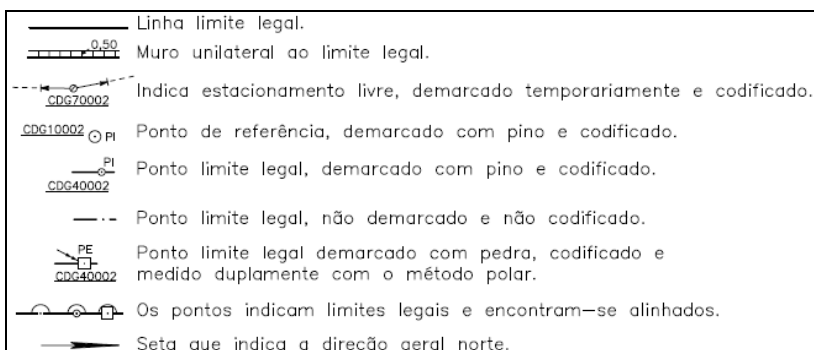 Linha limite legal.
0,50 Muro unilateral ao limite legal.
CDG70002 Indica estacionamento livre, demarcado temporariamente e codificado.
CDG10002 PI Ponto de referência, demarcado com pino e codificado.
PI CDG40002 Ponto limite legal, demarcado com pino e codificado.
Ponto limite legal, não demarcado e não codificado.
PE CDG40002 Ponto limite legal demarcado com pedra, codificado e
medido duplamente com o método polar.
Os pontos indicam limites legais e encontram-se alinhados.
Seta que indica a direção geral norte.